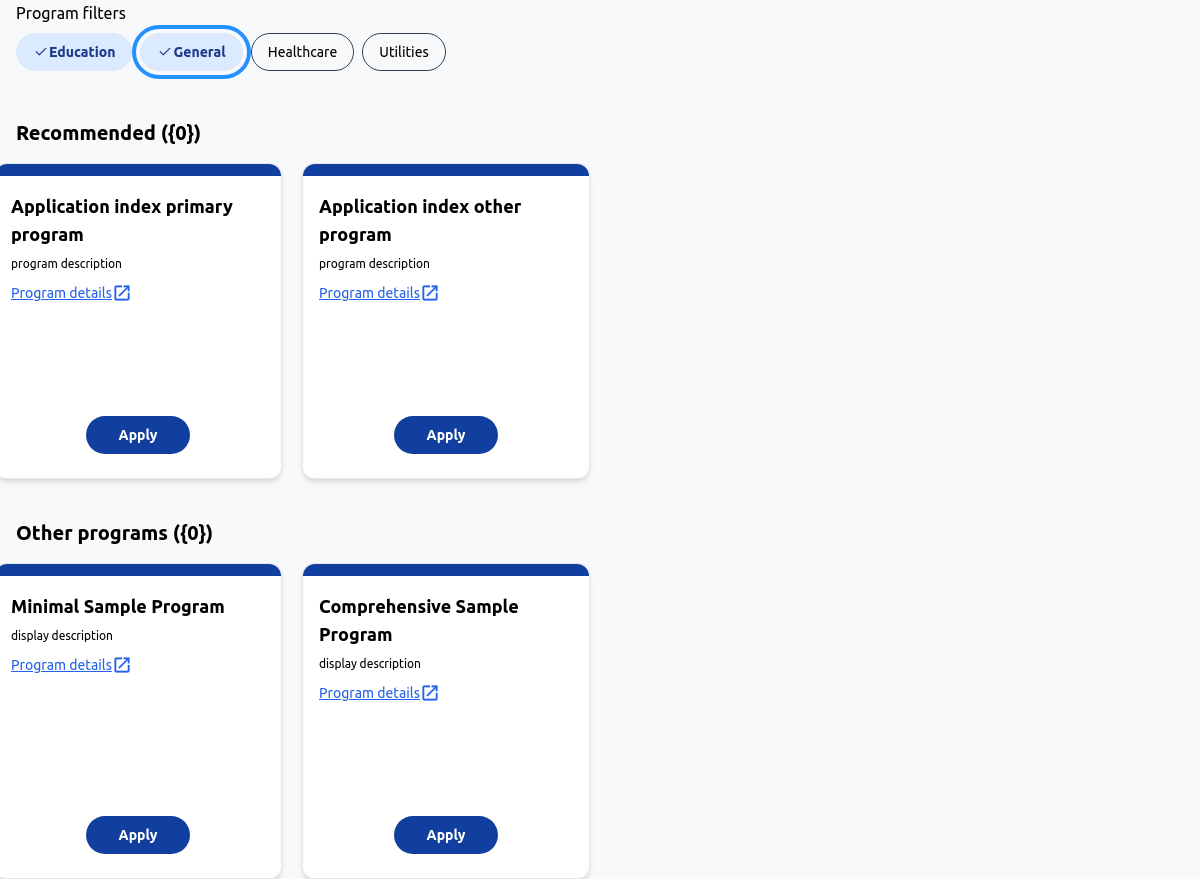 Program filters
Education General Healthcare Utilities
Recommended ({0})
Application index primary program
program description
Program details
Apply
Application index other program
program description
Program details
Apply
Other programs ({0})
Minimal Sample Program
display description
Program details
Apply
Comprehensive Sample Program
display description
Program details
Apply